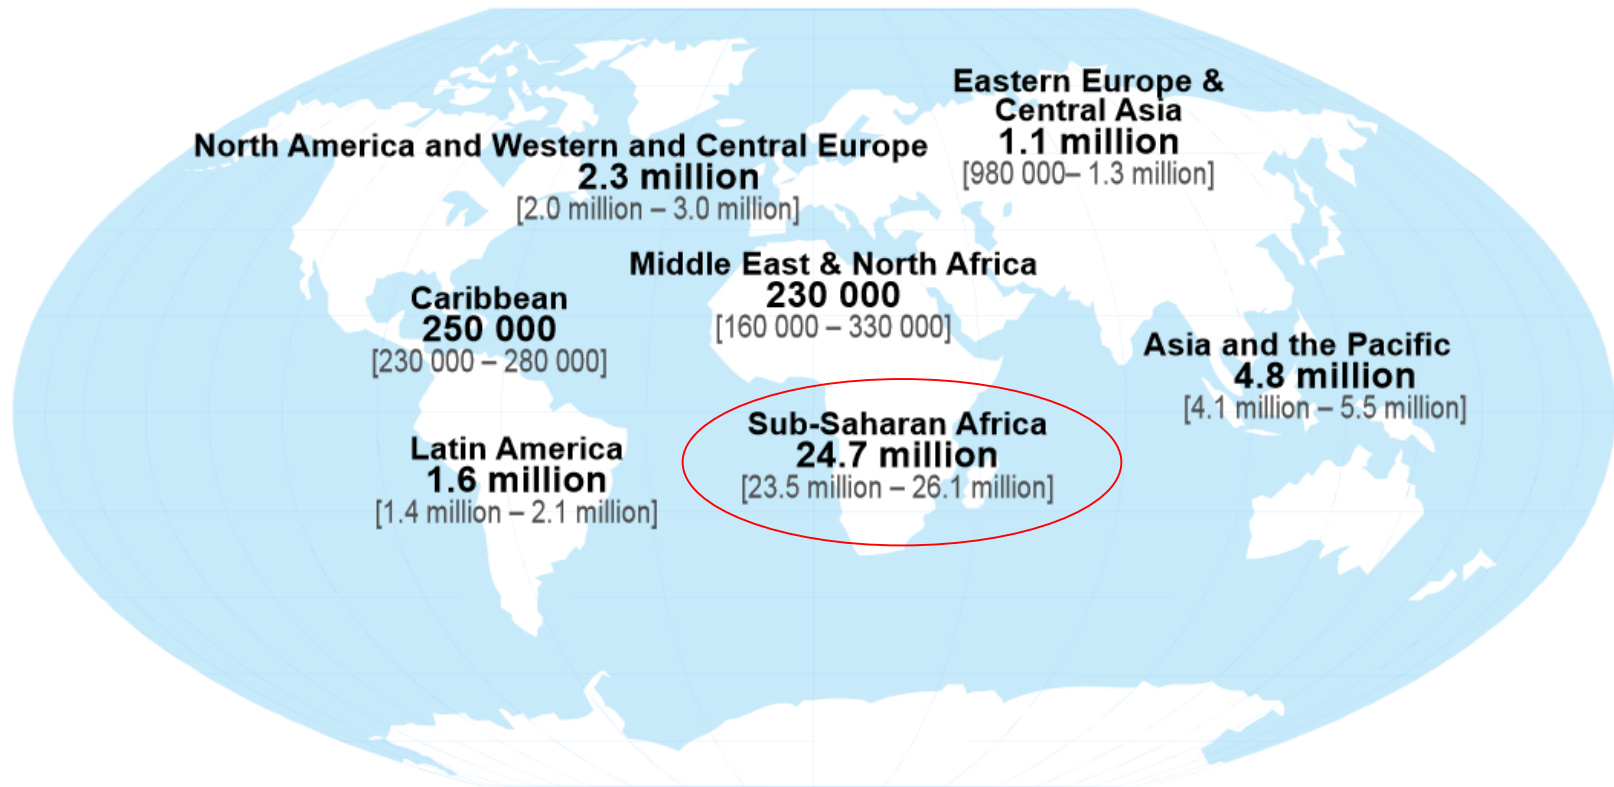 Eastern Europe &
Central Asia
1.1 million
[980 000– 1.3 million]
North America and Western and Central Europe
2.3 million
[2.0 million – 3.0 million]
Middle East & North Africa
230 000
[160 000 – 330 000]
Caribbean
250 000
[230 000 – 280 000]
Asia and the Pacific
4.8 million
[4.1 million – 5.5 million]
Sub-Saharan Africa
24.7 million
[23.5 million – 26.1 million]
Latin America
1.6 million
[1.4 million – 2.1 million]